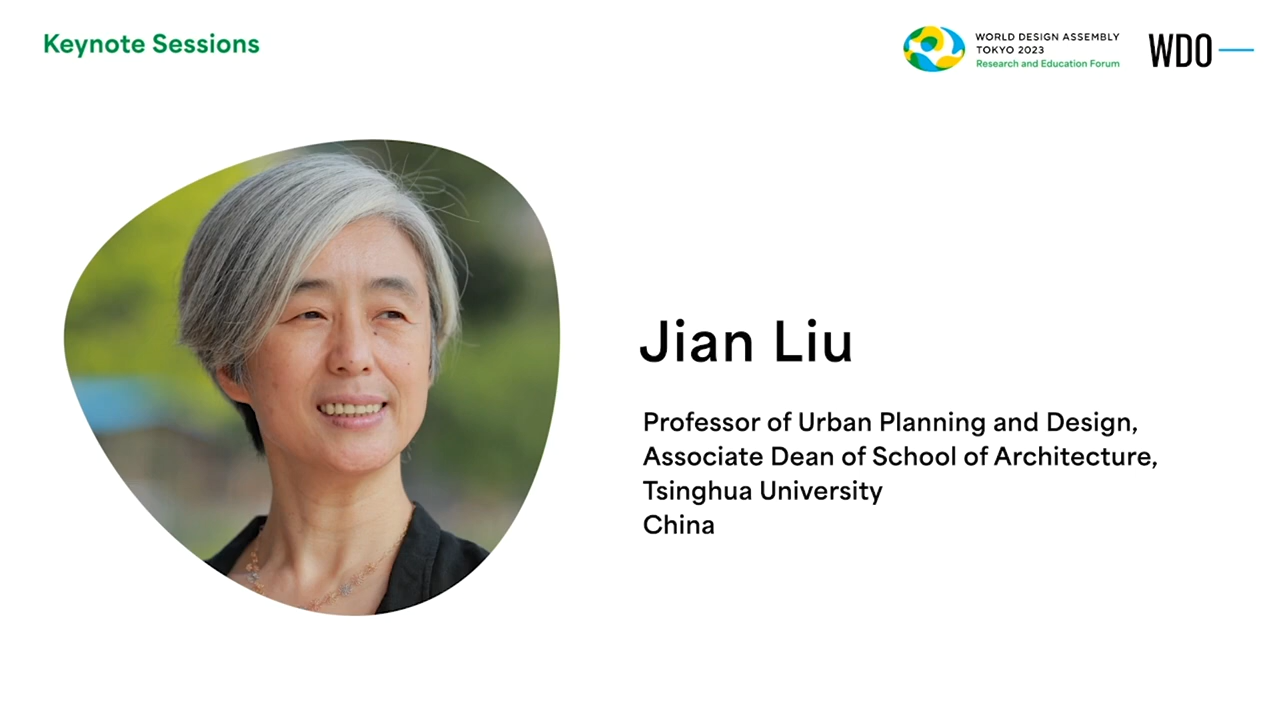 Keynote Sessions
WORLD DESIGN ASSEMBLY
TOKYO 2023
Research and Education Forum
WDO
Jian Liu
Professor of Urban Planning and Design,
Associate Dean of School of Architecture,
Tsinghua University
China